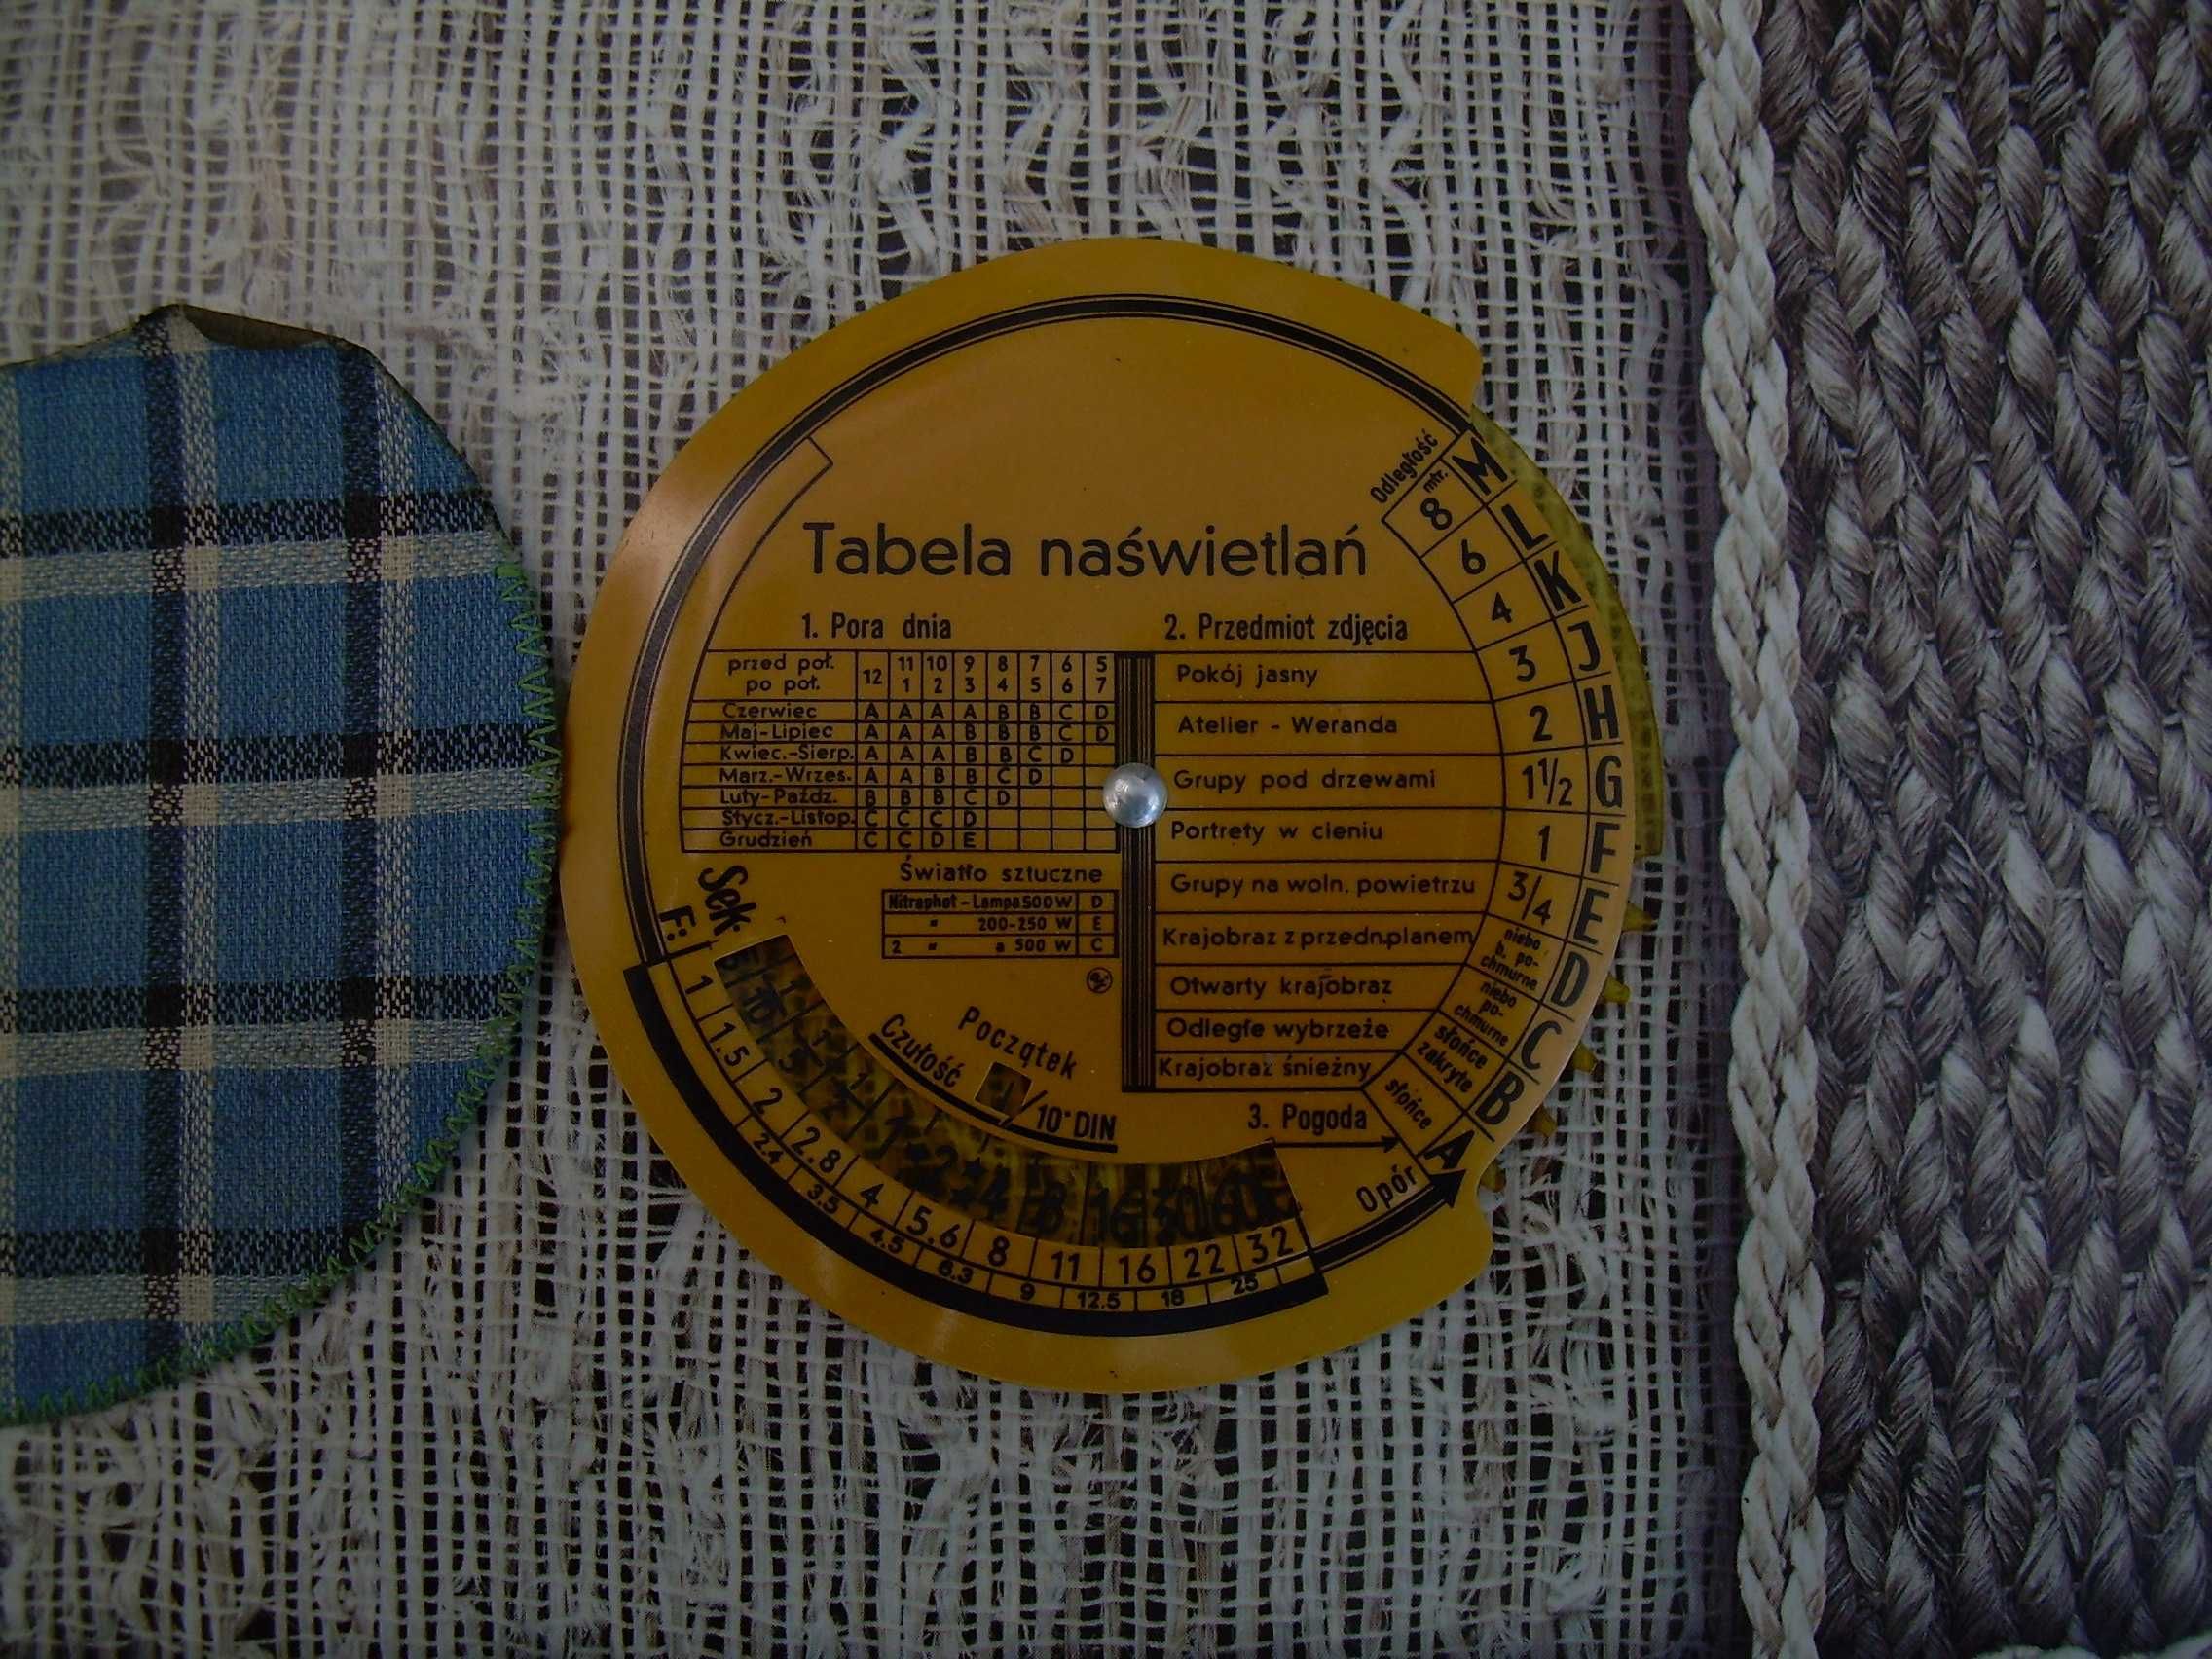 Tabela naświetlań
1. Pora dnia
przed poł. 12 11 10 9 8 7 6 5
po poł. 1 2 3 4 5 6 7
Czerwiec A A A A B B C D
Maj-Lipiec A A A B B B C D
Kwiec.-Sierp. A A A B B C D
Marz.-Wrzes. A A B B C D
Luty-Paźdz. B B B C D
Stycz.-Listop. C C C D
Grudzień C C D E
Światło sztuczne
Nitraphot-Lampa 500 W D
" 200-250 W E
2 " a 500 W C
2. Przedmiot zdjęcia
Pokój jasny
Atelier - Weranda
Grupy pod drzewami
Portrety w cieniu
Grupy na woln. powietrzu
Krajobraz z przedn. planem
Otwarty krajobraz
Odległe wybrzeże
Krajobraz śnieżny
3. Pogoda
Odległość
mtr.
8 M
6 L
4 K
3 J
2 H
1½ G
1 F
3/4 E
niebo b. po-chmurne D
niebo po-chmurne C
słońce zakryte B
słońce A
Opór
Początek
Czułość /10° DIN
Sek.
8 16 30 60
F: 1 1.5 2 2.8 4 5.6 8 11 16 22 32
2.4 3.5 4.5 6.3 9 12.5 18 25